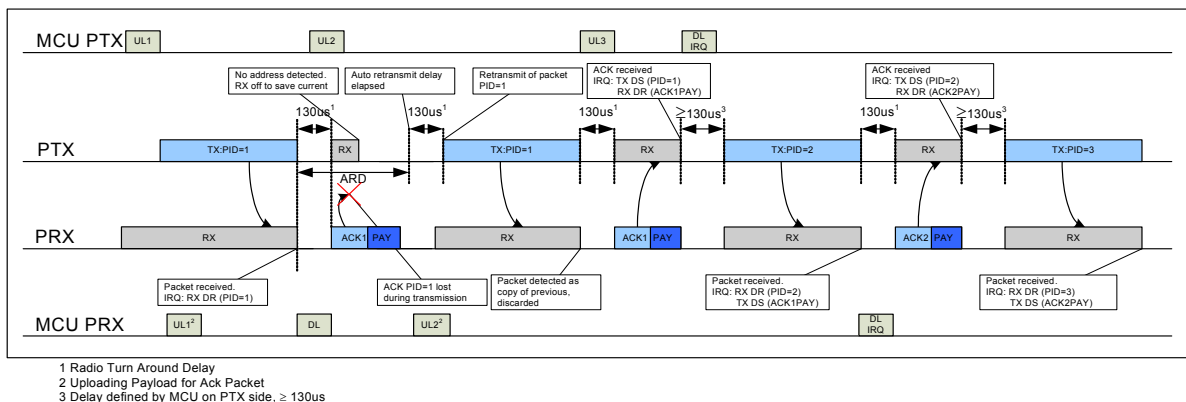 MCU PTX
UL1
UL2
UL3
DL
IRQ
No address detected.
RX off to save current
Auto retransmit delay
elapsed
Retransmit of packet
PID=1
ACK received
IRQ: TX DS (PID=1)
RX DR (ACK1PAY)
ACK received
IRQ: TX DS (PID=2)
RX DR (ACK2PAY)
130us¹
130us¹
130us¹
≥130us³
130us¹
≥130us³
PTX
TX:PID=1
RX
TX:PID=1
RX
TX:PID=2
RX
TX:PID=3
ARD
PRX
RX
ACK1
PAY
RX
ACK1
PAY
RX
ACK2
PAY
RX
Packet received.
IRQ: RX DR (PID=1)
ACK PID=1 lost
during transmission
Packet detected as
copy of previous,
discarded
Packet received.
IRQ: RX DR (PID=2)
TX DS (ACK1PAY)
Packet received.
IRQ: RX DR (PID=3)
TX DS (ACK2PAY)
MCU PRX
UL1²
DL
UL2²
DL
IRQ
1 Radio Turn Around Delay
2 Uploading Payload for Ack Packet
3 Delay defined by MCU on PTX side, ≥ 130us